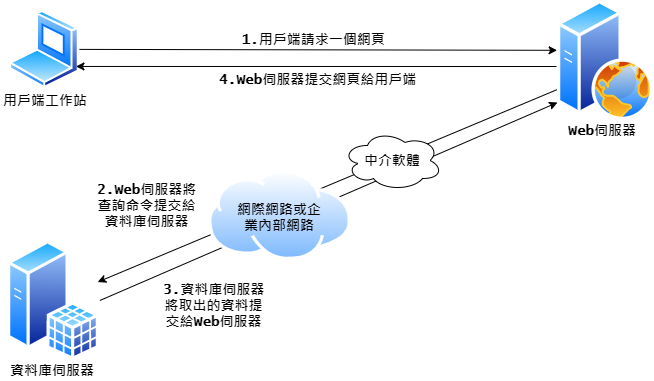 1.用戶端請求一個網頁
4.Web伺服器提交網頁給用戶端
用戶端工作站
Web伺服器
中介軟體
2.Web伺服器將
查詢命令提交給
資料庫伺服器
網際網路或企
業內部網路
3.資料庫伺服器
將取出的資料提
交給Web伺服器
資料庫伺服器